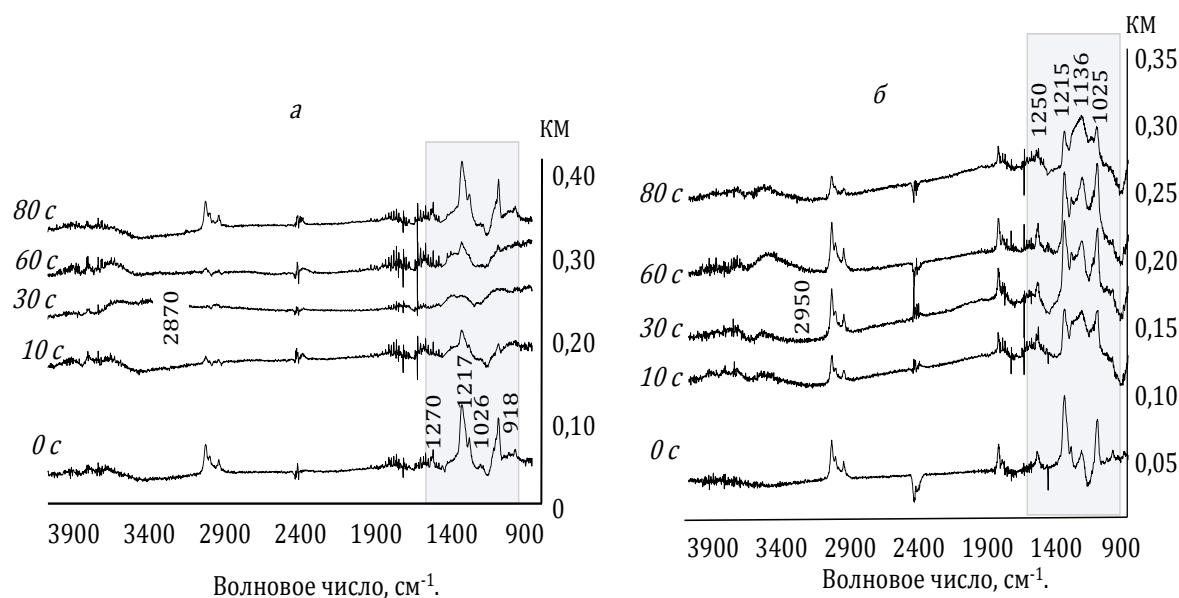 а
КМ
0,40
80 с
60 с
0,30
30 с
2870
0,20
10 с
1270
1217
1026
918
0,10
0 с
0
3900 3400 2900 2400 1900 1400 900
Волновое число, см-1.
б
КМ
0,35
1250
1215
1136
1025
0,30
0,25
80 с
60 с
0,20
2950
30 с
0,15
10 с
0,10
0 с
0,05
3900 3400 2900 2400 1900 1400 900
Волновое число, см-1.